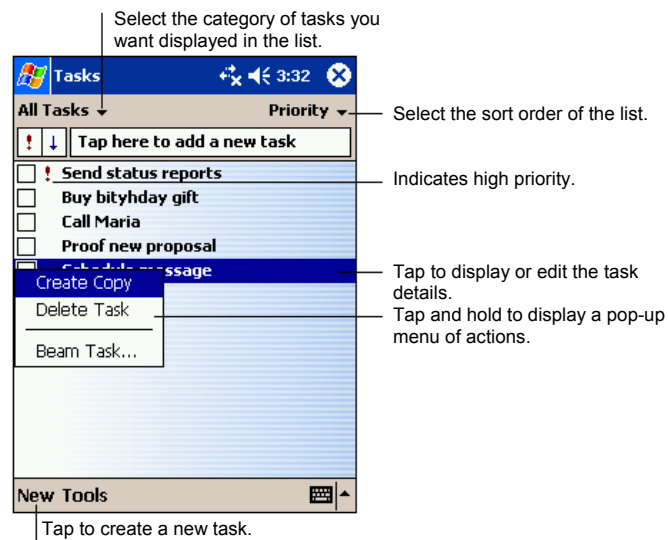 Select the category of tasks you
want displayed in the list.
Tasks 3:32
All Tasks Priority
Select the sort order of the list.
! ↓ Tap here to add a new task
! Send status reports
Indicates high priority.
Buy bityhday gift
Call Maria
Proof new proposal
Schedule message
Tap to display or edit the task
details.
Create Copy
Delete Task
Tap and hold to display a pop-up
menu of actions.
Beam Task...
New Tools
Tap to create a new task.